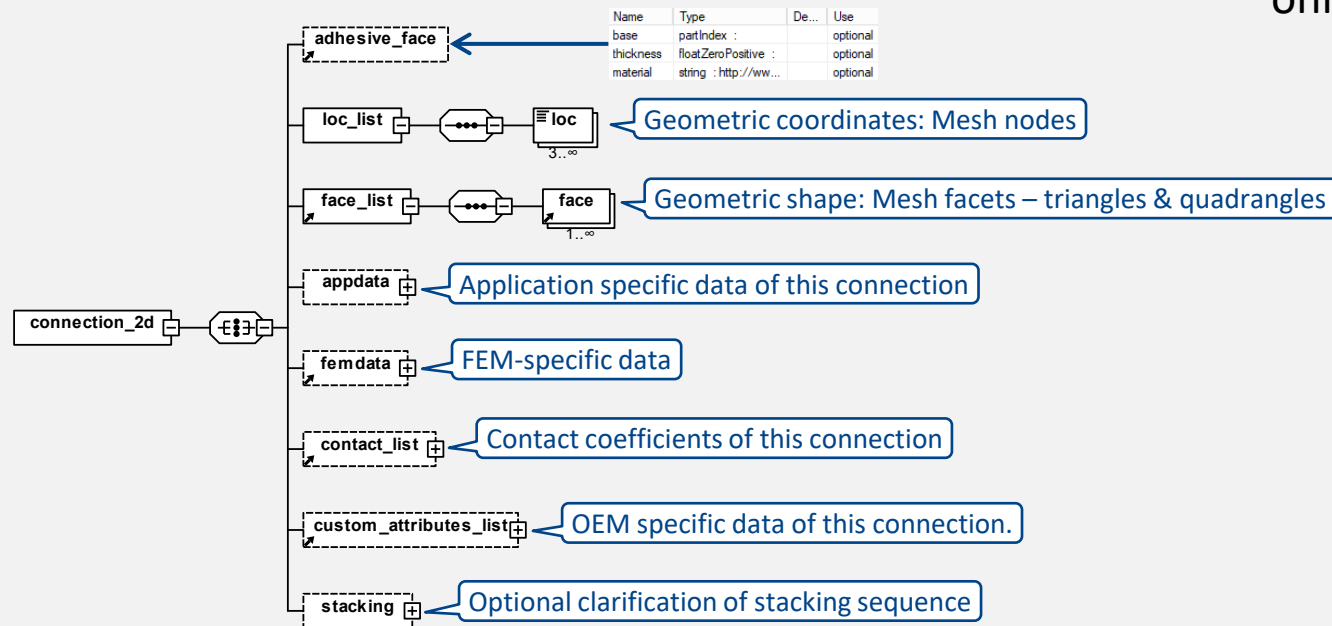 Name Type De... Use
base partIndex : optional
thickness floatZeroPositive : optional
material string : http://ww... optional
adhesive_face
loc_list
loc
3..∞
Geometric coordinates: Mesh nodes
face_list
face
1..∞
Geometric shape: Mesh facets – triangles & quadrangles
appdata
Application specific data of this connection
connection_2d
femdata
FEM-specific data
contact_list
Contact coefficients of this connection
custom_attributes_list
OEM specific data of this connection.
stacking
Optional clarification of stacking sequence